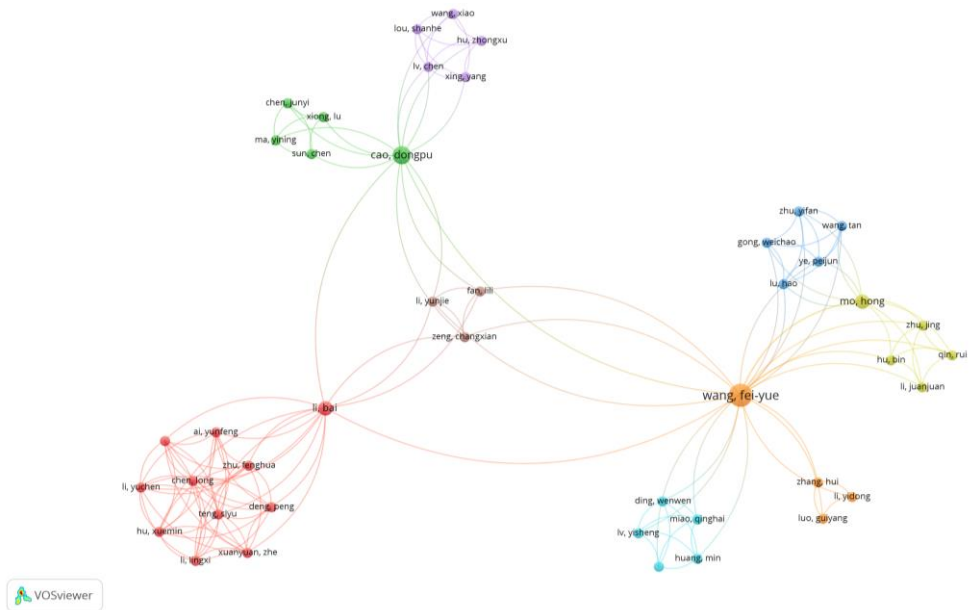 wang, xiao
lou, shanhe
hu, zhongxu
lv, chen
xing, yang
chen, junyi
xiong, lu
ma, yining
sun, chen
cao, dongpu
zhu, yifan
wang, tan
gong, weichao
ye, peijun
lu, hao
mo, hong
fan, lili
li, yunjie
zeng, changxian
zhu, jing
qin, rui
hu, bin
li, juanjuan
wang, fei-yue
li, bai
ai, yunfeng
zhu, fenghua
chen, long
li, yuchen
deng, peng
teng, siyu
hu, xuemin
xuanyuan, zhe
li, lingxi
zhang, hui
li, yidong
luo, guiyang
ding, wenwen
miao, qinghai
lv, yisheng
huang, min
VOSviewer